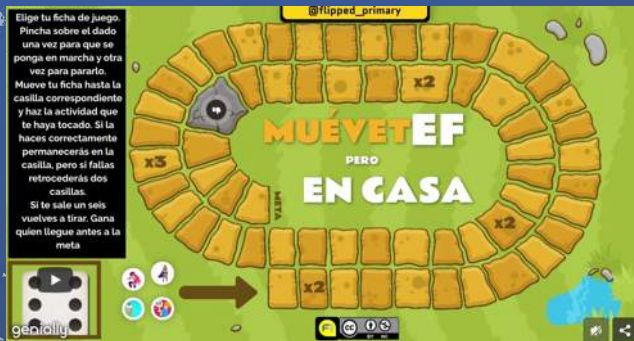 @flipped_primary
Elige tu ficha de juego.
Pincha sobre el dado
una vez para que se
ponga en marcha y otra
vez para pararlo.
Mueve tu ficha hasta la
casilla correspondiente
y haz la actividad que
te haya tocado. Si la
haces correctamente
permanecerás en la
casilla, pero si fallas
retrocederás dos
casillas.
Si te sale un seis
vuelves a tirar. Gana
quien llegue antes a la
meta
x2
MUÉVETEF
PERO
EN CASA
x3
META
x2
x2
genially
BY NC